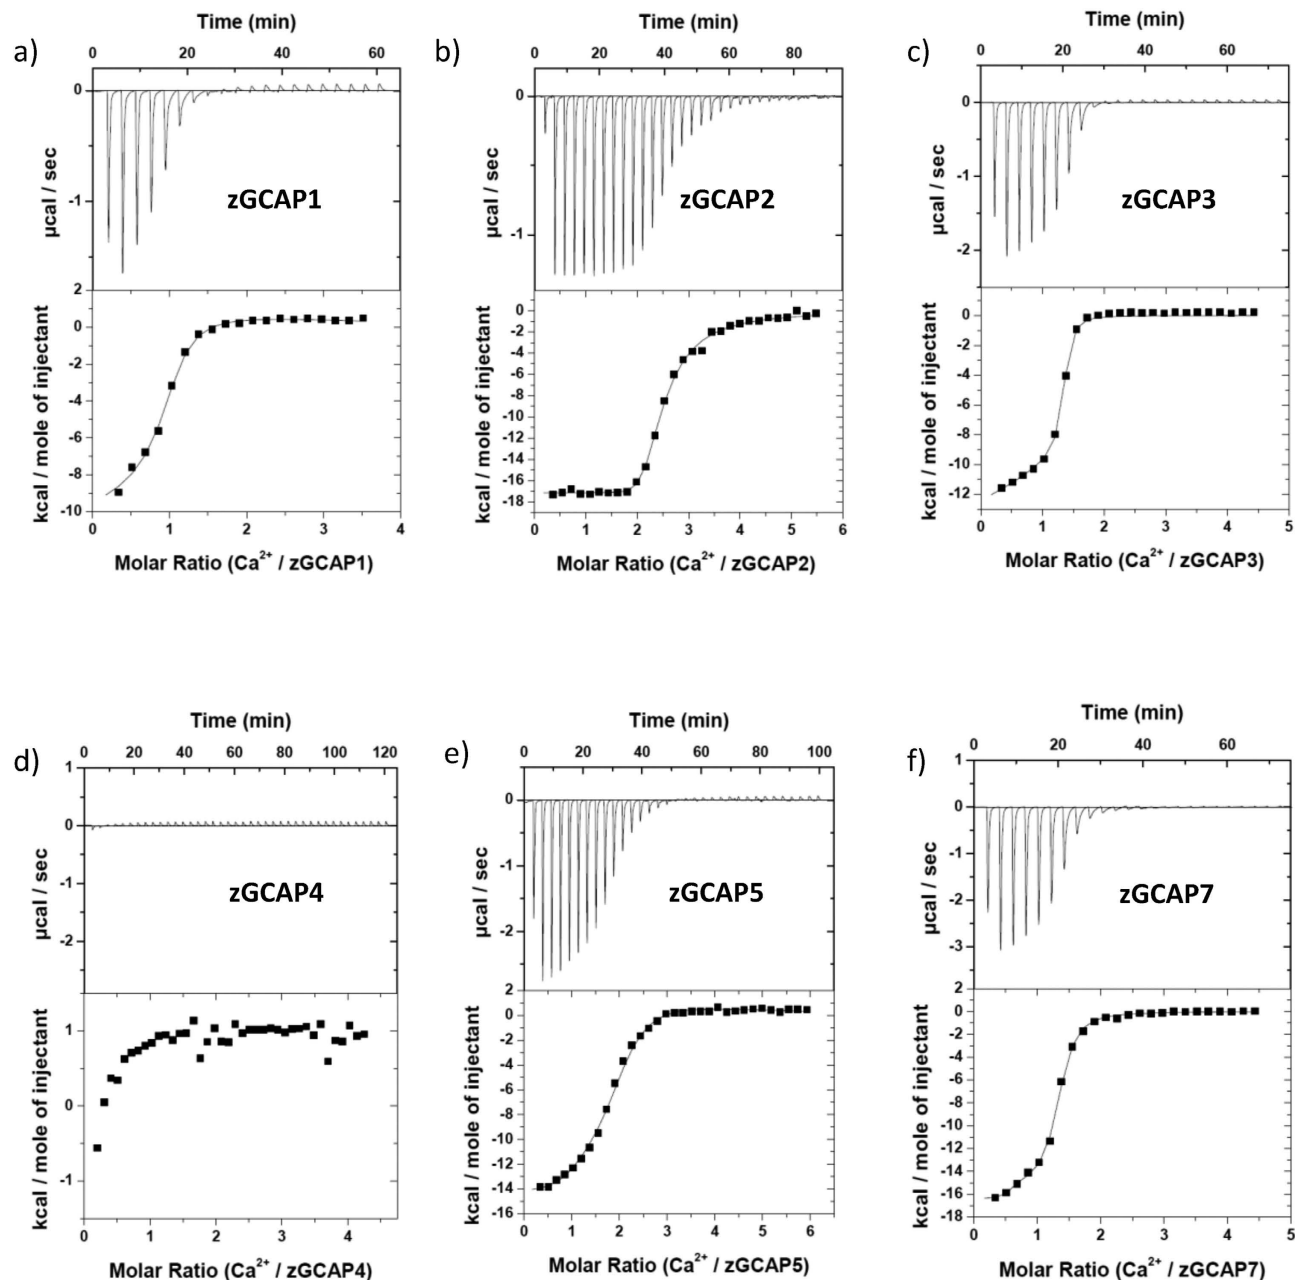 a)
Time (min)
0 20 40 60
0
-1
2
µcal / sec
zGCAP1
0
-2
-4
-6
-8
-10
kcal / mole of injectant
0 1 2 3 4
Molar Ratio (Ca²⁺ / zGCAP1)
b)
Time (min)
0 20 40 60 80
0
-1
µcal / sec
zGCAP2
0
-2
-4
-6
-8
-10
-12
-14
-16
-18
kcal / mole of injectant
0 1 2 3 4 5 6
Molar Ratio (Ca²⁺ / zGCAP2)
c)
Time (min)
0 20 40 60
0
-1
-2
µcal / sec
zGCAP3
0
-2
-4
-6
-8
-10
-12
kcal / mole of injectant
0 1 2 3 4 5
Molar Ratio (Ca²⁺ / zGCAP3)
d)
Time (min)
0 20 40 60 80 100 120
1
0
-1
-2
µcal / sec
zGCAP4
1
0
-1
kcal / mole of injectant
0 1 2 3 4
Molar Ratio (Ca²⁺ / zGCAP4)
e)
Time (min)
0 20 40 60 80 100
0
-1
-2
2
µcal / sec
zGCAP5
0
-2
-4
-6
-8
-10
-12
-14
-16
kcal / mole of injectant
0 1 2 3 4 5 6
Molar Ratio (Ca²⁺ / zGCAP5)
f)
Time (min)
0 20 40 60
1
0
-1
-2
-3
2
µcal / sec
zGCAP7
0
-2
-4
-6
-8
-10
-12
-14
-16
-18
kcal / mole of injectant
0 1 2 3 4 5
Molar Ratio (Ca²⁺ / zGCAP7)